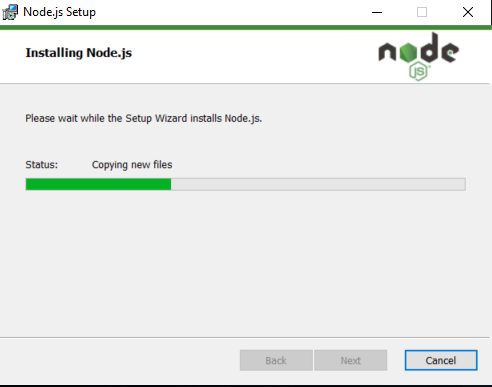 Node.js Setup
Installing Node.js
node
JS
Please wait while the Setup Wizard installs Node.js.
Status: Copying new files
Back Next Cancel